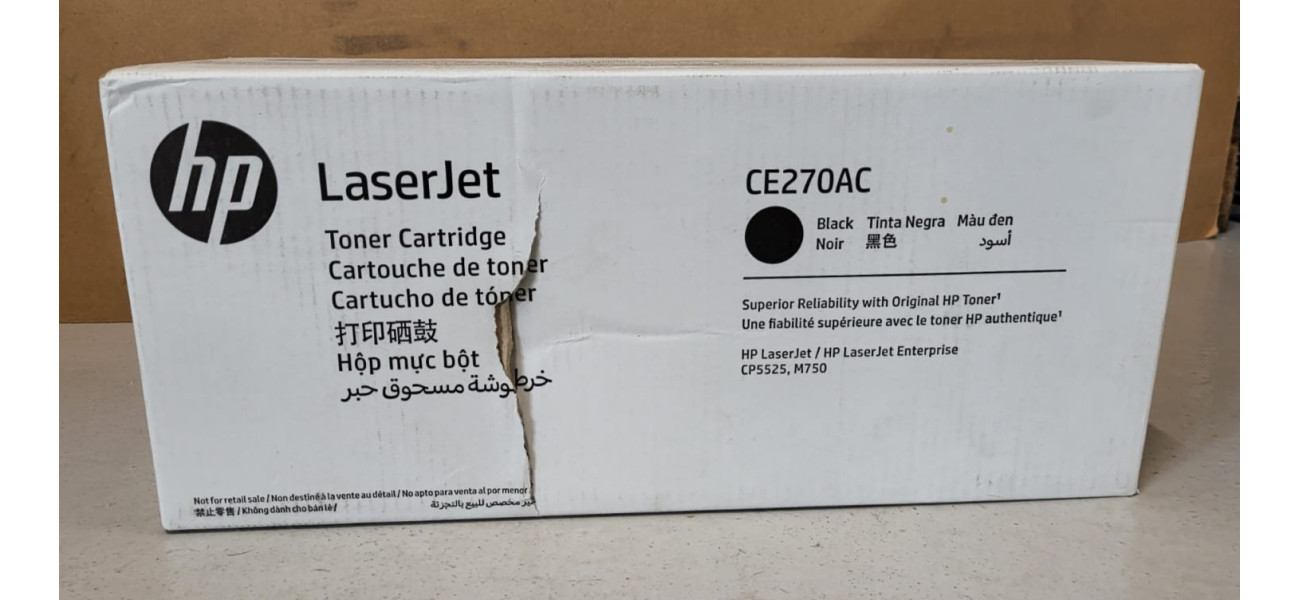 hp
LaserJet
Toner Cartridge
Cartouche de toner
Cartucho de tóner
打印硒鼓
Hộp mực bột
خرطوشة مسحوق حبر
Not for retail sale / Non destiné à la vente au détail / No apto para venta al por menor
禁止零售 / Không dành cho bán lẻ / غير مخصص للبيع بالتجزئة
CE270AC
Black Tinta Negra Màu đen
Noir 黑色 أسود
Superior Reliability with Original HP Toner¹
Une fiabilité supérieure avec le toner HP authentique¹
HP LaserJet / HP LaserJet Enterprise
CP5525, M750